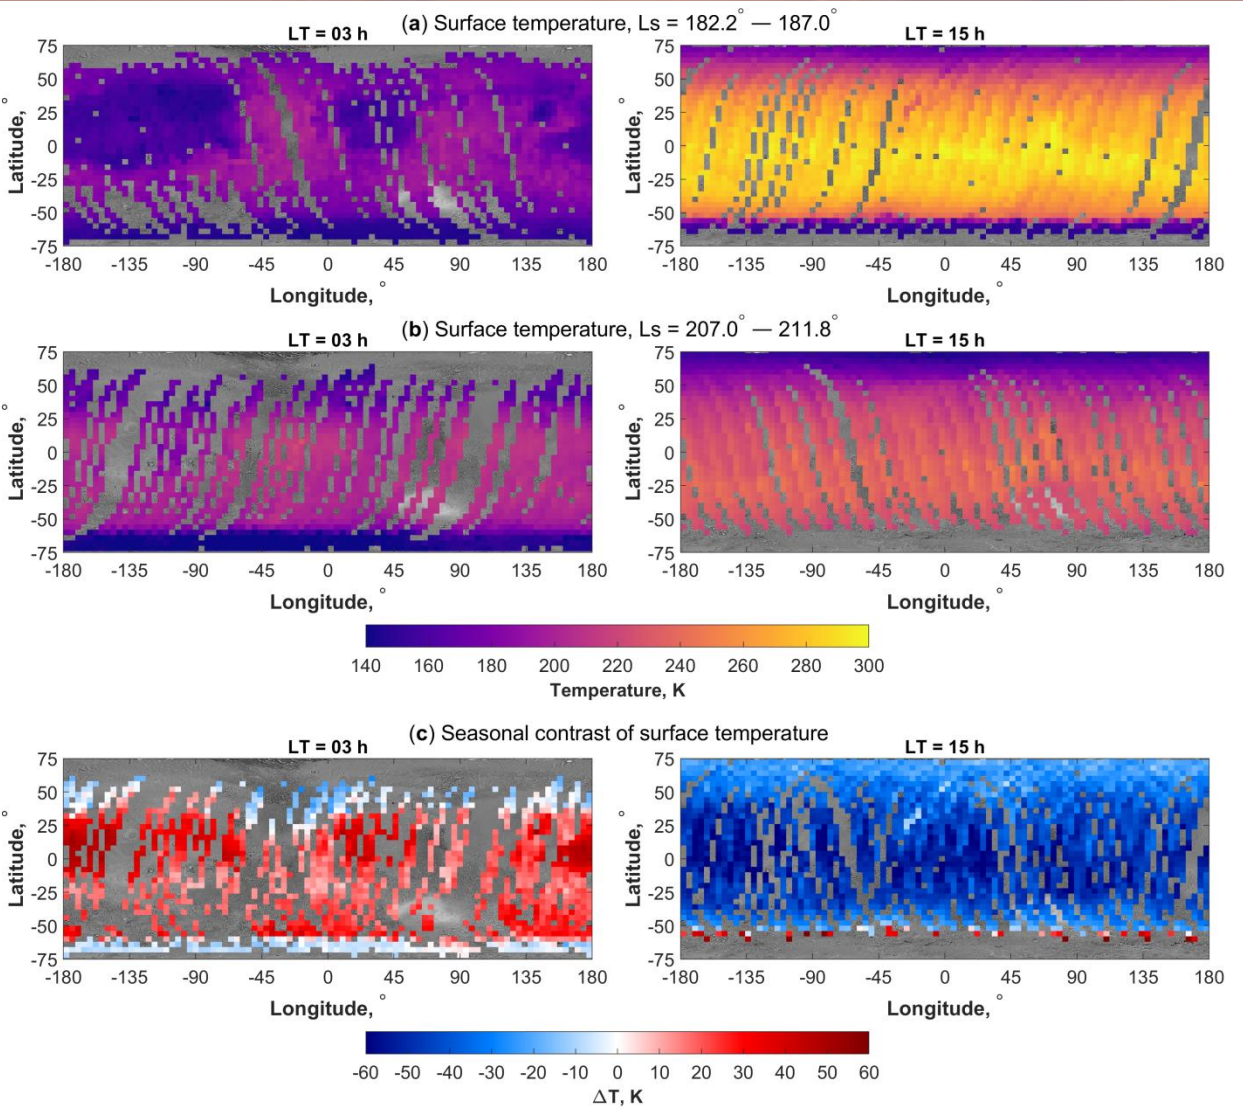 (a) Surface temperature, Ls = 182.2° — 187.0°
LT = 03 h
LT = 15 h
75
50
25
0
-25
-50
-75
Latitude, °
-180 -135 -90 -45 0 45 90 135 180
Longitude, °
75
50
25
0
-25
-50
-75
Latitude, °
-180 -135 -90 -45 0 45 90 135 180
Longitude, °
(b) Surface temperature, Ls = 207.0° — 211.8°
LT = 03 h
LT = 15 h
75
50
25
0
-25
-50
-75
Latitude, °
-180 -135 -90 -45 0 45 90 135 180
Longitude, °
75
50
25
0
-25
-50
-75
Latitude, °
-180 -135 -90 -45 0 45 90 135 180
Longitude, °
140 160 180 200 220 240 260 280 300
Temperature, K
(c) Seasonal contrast of surface temperature
LT = 03 h
LT = 15 h
75
50
25
0
-25
-50
-75
Latitude, °
-180 -135 -90 -45 0 45 90 135 180
Longitude, °
75
50
25
0
-25
-50
-75
Latitude, °
-180 -135 -90 -45 0 45 90 135 180
Longitude, °
-60 -50 -40 -30 -20 -10 0 10 20 30 40 50 60
ΔT, K